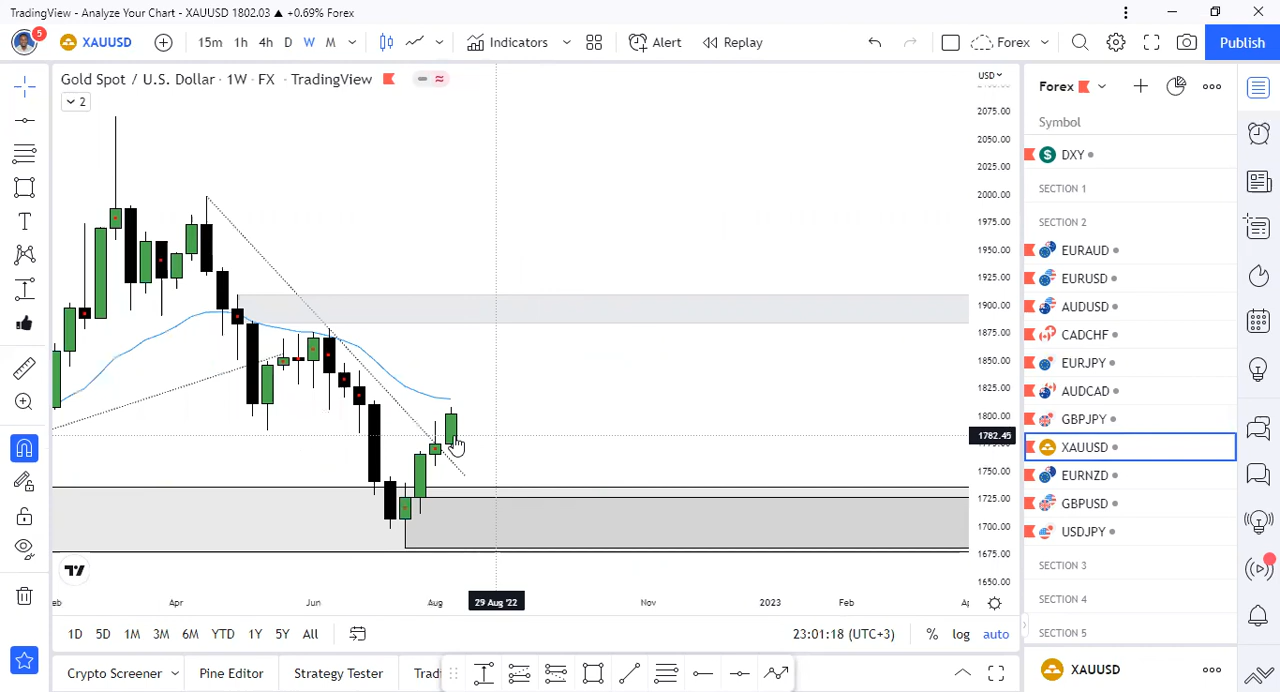 TradingView - Analyze Your Chart - XAUUSD 1802.03 ▲ +0.69% Forex
5
XAUUSD 15m 1h 4h D W M Indicators Alert Replay Forex Publish
Gold Spot / U.S. Dollar · 1W · FX · TradingView
2
USD
2075.00
2050.00
2025.00
2000.00
1975.00
1950.00
1925.00
1900.00
1875.00
1850.00
1825.00
1800.00
1782.45
1750.00
1725.00
1700.00
1675.00
1650.00
Apr Jun Aug 29 Aug '22 Nov 2023 Feb
1D 5D 1M 3M 6M YTD 1Y 5Y All 23:01:18 (UTC+3) % log auto
Crypto Screener Pine Editor Strategy Tester Trad
Forex
Symbol
DXY
SECTION 1
SECTION 2
EURAUD
EURUSD
AUDUSD
CADCHF
EURJPY
AUDCAD
GBPJPY
XAUUSD
EURNZD
GBPUSD
USDJPY
SECTION 3
SECTION 4
SECTION 5
XAUUSD